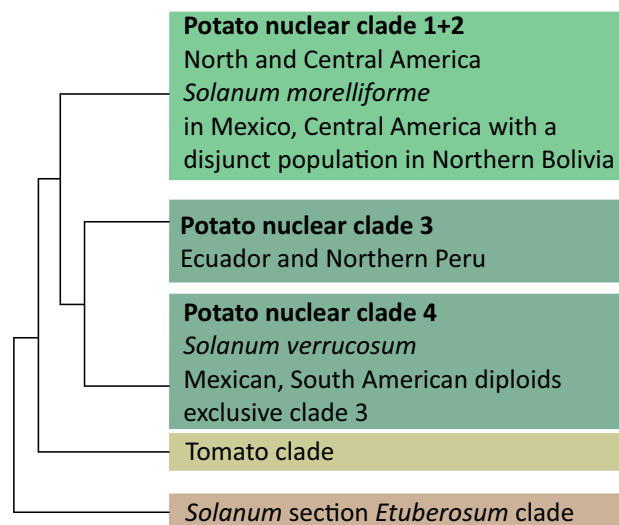 Potato nuclear clade 1+2
North and Central America
Solanum morelliforme
in Mexico, Central America with a
disjunct population in Northern Bolivia
Potato nuclear clade 3
Ecuador and Northern Peru
Potato nuclear clade 4
Solanum verrucosum
Mexican, South American diploids
exclusive clade 3
Tomato clade
Solanum section Etuberosum clade